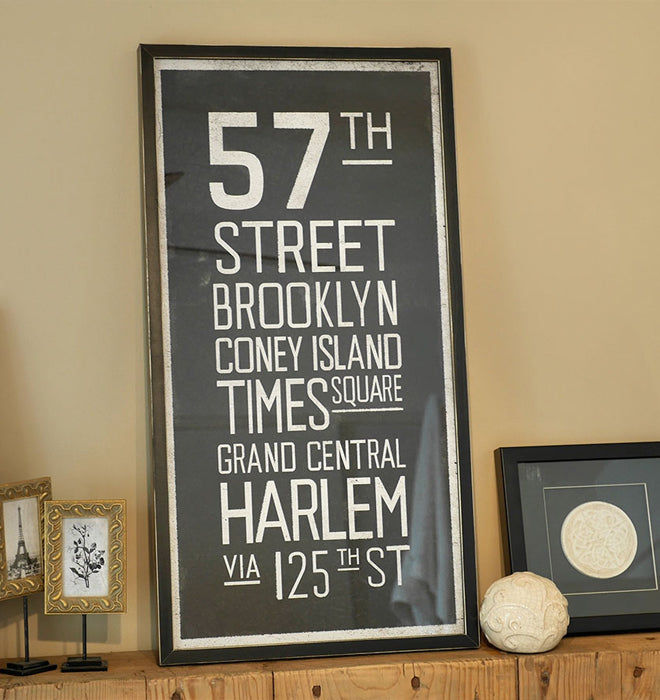 57TH
STREET
BROOKLYN
CONEY ISLAND
TIMES SQUARE
GRAND CENTRAL
HARLEM
VIA 125TH ST